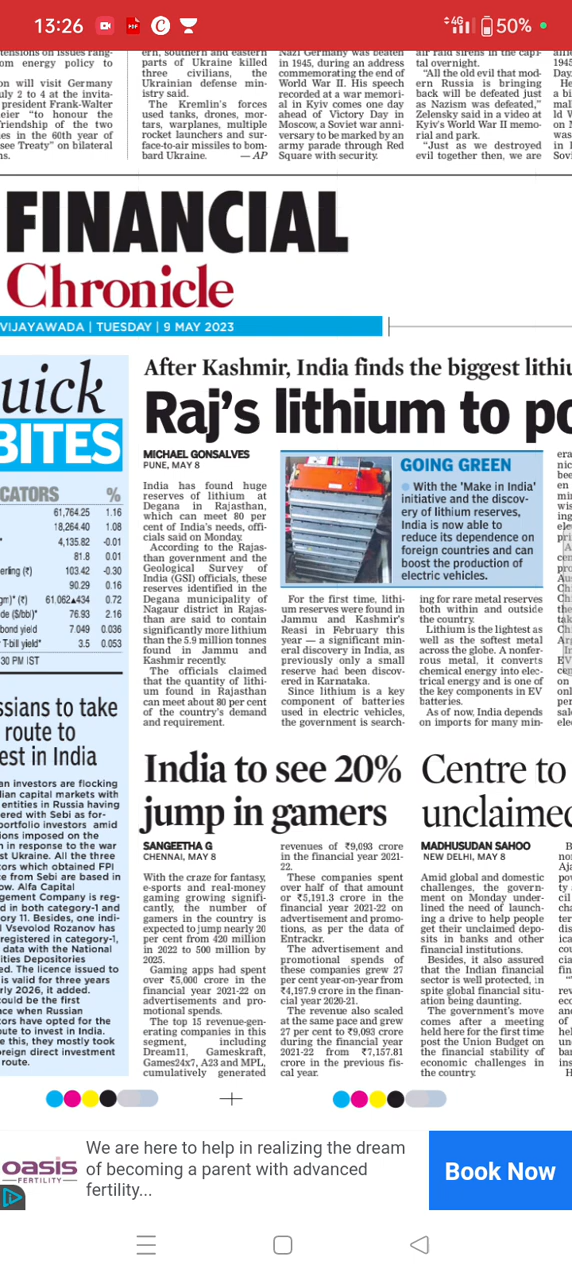 13:26
PDF
C
4G
50%
tensions on issues rang-
om energy policy to
on will visit Germany
uly 2 to 4 at the invita-
president Frank-Walter
eier “to honour the
riendship of the two
es in the 60th year of
see Treaty” on bilateral
ns.
ern, southern and eastern
parts of Ukraine killed
three civilians, the
Ukrainian defense min-
istry said.
The Kremlin's forces
used tanks, drones, mor-
tars, warplanes, multiple
rocket launchers and sur-
face-to-air missiles to bom-
bard Ukraine. — AP
Nazi Germany was beaten
in 1945, during an address
commemorating the end of
World War II. His speech
recorded at a war memori-
al in Kyiv comes one day
ahead of Victory Day in
Moscow, a Soviet war anni-
versary to be marked by an
army parade through Red
Square with security.
air raid sirens in the capi-
tal overnight.
“All the old evil that mod-
ern Russia is bringing
back will be defeated just
as Nazism was defeated,”
Zelensky said in a video at
Kyiv's World War II memo-
rial and park.
“Just as we destroyed
evil together then, we are
FINANCIAL
Chronicle
VIJAYAWADA | TUESDAY | 9 MAY 2023
uick
BITES
CATORS %
61,764.25 1.16
18,264.40 1.08
4,135.82 -0.01
81.8 0.01
erling (₹) 103.42 -0.30
90.29 0.16
gm)* (₹) 61,062▲434 0.72
de ($/bbl)* 76.93 2.16
bond yield 7.049 0.036
T-bill yield* 3.5 0.053
30 PM IST
ssians to take
route to
est in India
an investors are flocking
dian capital markets with
entities in Russia having
ered with Sebi as for-
portfolio investors amid
ions imposed on the
n in response to the war
st Ukraine. All the three
tors which obtained FPI
te from Sebi are based in
ow. Alfa Capital
gement Company is reg-
d in both category-1 and
ory 11. Besides, one indi-
l Vsevolod Rozanov has
registered in category-1,
data with the National
ities Depositories
ed. The licence issued to
is valid for three years
rly 2026, it added.
could be the first
nce when Russian
tors have opted for the
oute to invest in India.
e this, they mostly took
oreign direct investment
route.
After Kashmir, India finds the biggest lithiu
Raj's lithium to po
MICHAEL GONSALVES
PUNE, MAY 8
India has found huge
reserves of lithium at
Degana in Rajasthan,
which can meet 80 per
cent of India's needs, offi-
cials said on Monday.
According to the Rajas-
than government and the
Geological Survey of
India (GSI) officials, these
reserves identified in the
Degana municipality of
Nagaur district in Rajas-
than are said to contain
significantly more lithium
than the 5.9 million tonnes
found in Jammu and
Kashmir recently.
The officials claimed
that the quantity of lithi-
um found in Rajasthan
can meet about 80 per cent
of the country's demand
and requirement.
GOING GREEN
● With the 'Make in India'
initiative and the discov-
ery of lithium reserves,
India is now able to
reduce its dependence on
foreign countries and can
boost the production of
electric vehicles.
For the first time, lithi-
um reserves were found in
Jammu and Kashmir's
Reasi in February this
year — a significant min-
eral discovery in India, as
previously only a small
reserve had been discov-
ered in Karnataka.
Since lithium is a key
component of batteries
used in electric vehicles,
the government is search-
ing for rare metal reserves
both within and outside
the country.
Lithium is the lightest as
well as the softest metal
across the globe. A nonfer-
rous metal, it converts
chemical energy into elec-
trical energy and is one of
the key components in EV
batteries.
As of now, India depends
on imports for many min-
India to see 20%
jump in gamers
SANGEETHA G
CHENNAI, MAY 8
With the craze for fantasy,
e-sports and real-money
gaming growing signifi-
cantly, the number of
gamers in the country is
expected to jump nearly 20
per cent from 420 million
in 2022 to 500 million by
2025.
Gaming apps had spent
over ₹5,000 crore in the
financial year 2021-22 on
advertisements and pro-
motional spends.
The top 15 revenue-gen-
erating companies in this
segment, including
Dream11, Gameskraft,
Games24x7, A23 and MPL,
cumulatively generated
revenues of ₹9,093 crore
in the financial year 2021-
22.
These companies spent
over half of that amount
or ₹5,191.3 crore in the
financial year 2021-22 on
advertisement and promo-
tions, as per the data of
Entrackr.
The advertisement and
promotional spends of
these companies grew 27
per cent year-on-year from
₹4,197.9 crore in the finan-
cial year 2020-21.
The revenue also scaled
at the same pace and grew
27 per cent to ₹9,093 crore
during the financial year
2021-22 from ₹7,157.81
crore in the previous fis-
cal year.
Centre to
unclaimed
MADHUSUDAN SAHOO
NEW DELHI, MAY 8
Amid global and domestic
challenges, the govern-
ment on Monday under-
lined the need of launch-
ing a drive to help people
get their unclaimed depo-
sits in banks and other
financial institutions.
Besides, it also assured
that the Indian financial
sector is well protected, in
spite global financial situ-
ation being daunting.
The government's move
comes after a meeting
held here for the first time
post the Union Budget on
the financial stability of
economic challenges in
the country.
oasis
FERTILITY
We are here to help in realizing the dream
of becoming a parent with advanced
fertility...
Book Now